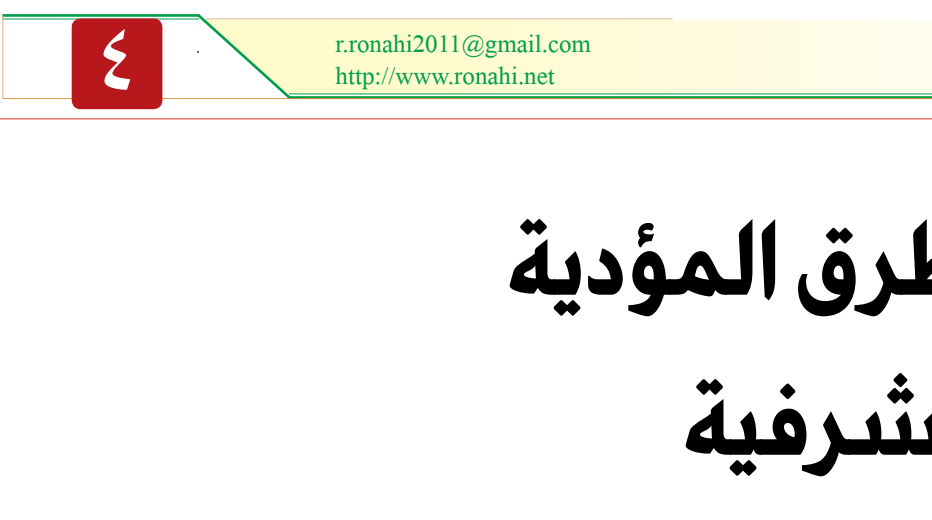 ٤
r.ronahi2011@gmail.com
http://www.ronahi.net
طرق المؤدية
شرفية